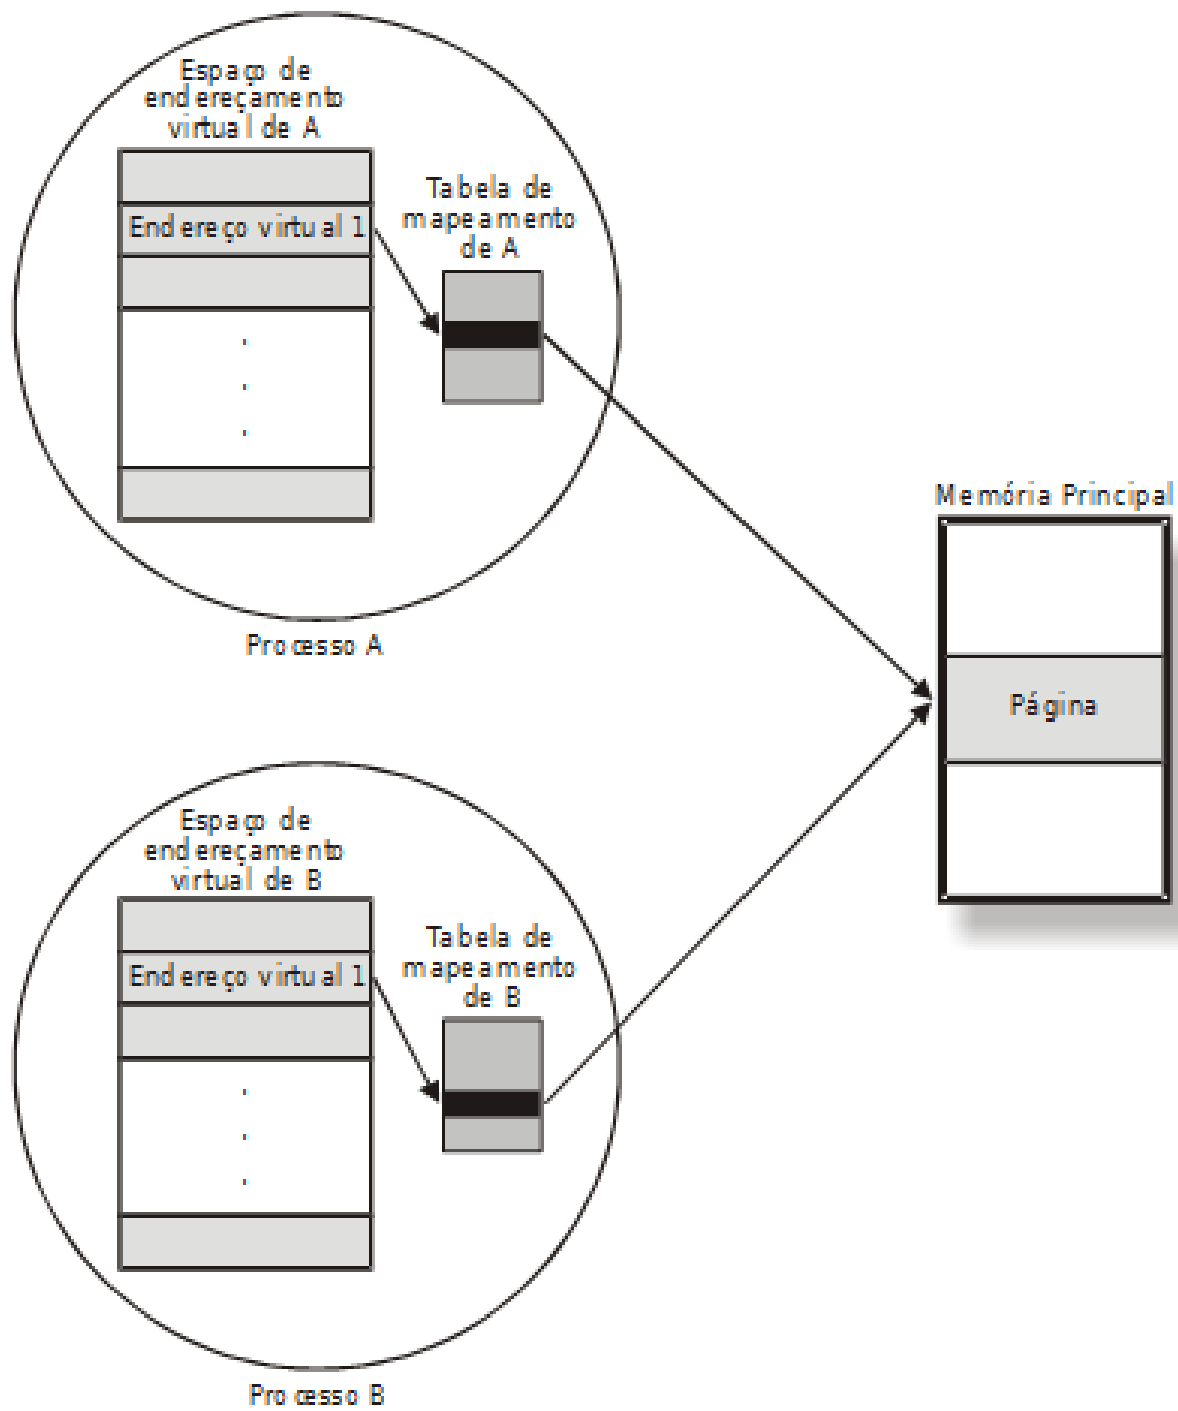 Espaço de
endereçamento
virtual de A
Endereço virtual 1
Tabela de
mapeamento
de A
Processo A
Memória Principal
Página
Espaço de
endereçamento
virtual de B
Endereço virtual 1
Tabela de
mapeamento
de B
Processo B